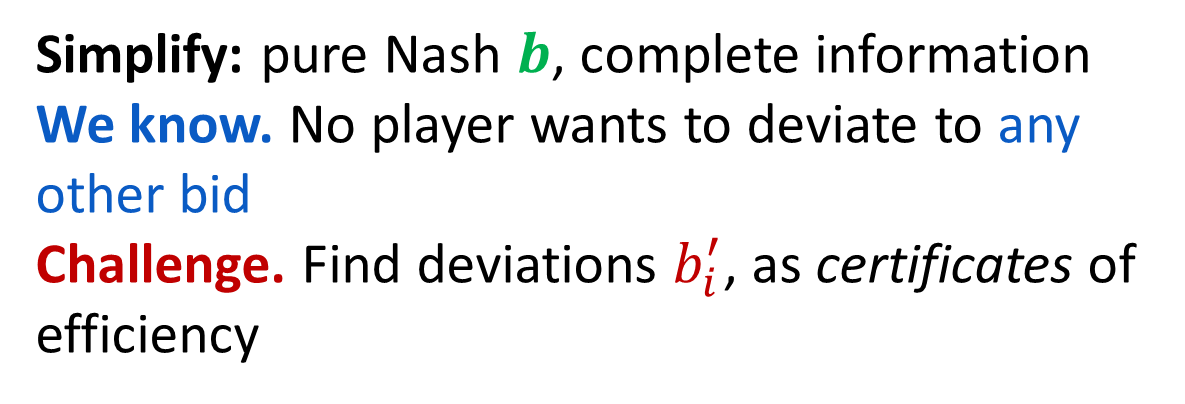 Simplify: pure Nash b, complete information
We know. No player wants to deviate to any
other bid
Challenge. Find deviations b′ᵢ, as certificates of
efficiency